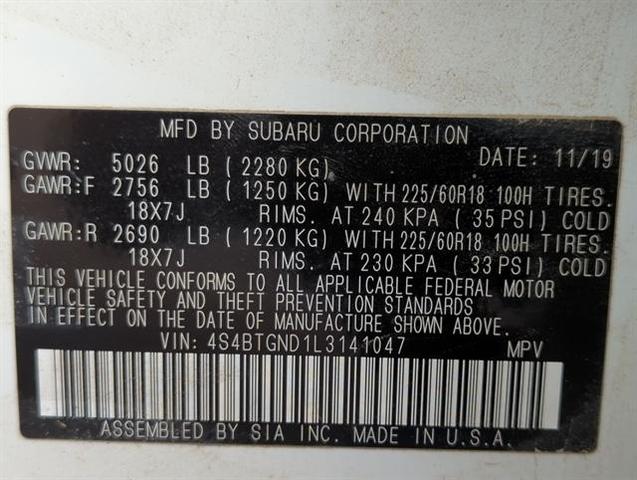 MFD BY SUBARU CORPORATION
GVWR: 5026 LB (2280 KG) DATE: 11/19
GAWR:F 2756 LB (1250 KG) WITH 225/60R18 100H TIRES.
18X7J RIMS. AT 240 KPA (35 PSI) COLD
GAWR:R 2690 LB (1220 KG) WITH 225/60R18 100H TIRES.
18X7J RIMS. AT 230 KPA (33 PSI) COLD
THIS VEHICLE CONFORMS TO ALL APPLICABLE FEDERAL MOTOR
VEHICLE SAFETY AND THEFT PREVENTION STANDARDS
IN EFFECT ON THE DATE OF MANUFACTURE SHOWN ABOVE.
VIN: 4S4BTGND1L3141047 MPV
ASSEMBLED BY SIA INC. MADE IN U.S.A.